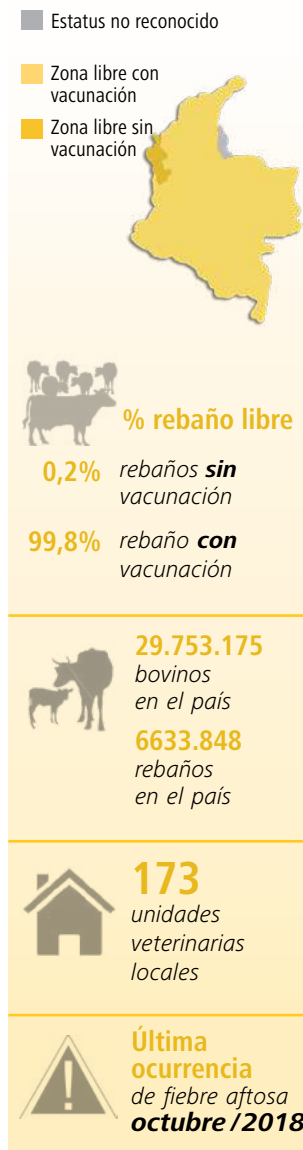 Estatus no reconocido
Zona libre con
vacunación
Zona libre sin
vacunación
% rebaño libre
0,2% rebaños sin
vacunación
99,8% rebaño con
vacunación
29.753.175
bovinos
en el país
6633.848
rebaños
en el país
173
unidades
veterinarias
locales
Última
ocurrencia
de fiebre aftosa
octubre /2018